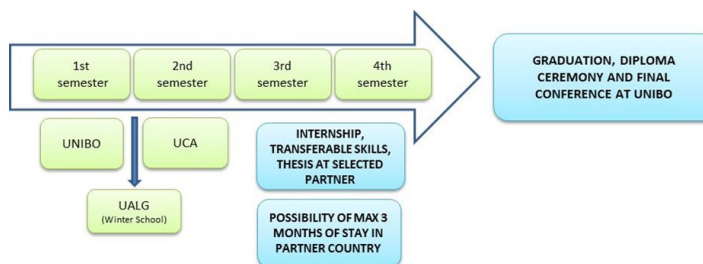 1st
semester
2nd
semester
3rd
semester
4th
semester
GRADUATION, DIPLOMA
CEREMONY AND FINAL
CONFERENCE AT UNIBO
UNIBO
UCA
UALG
(Winter School)
INTERNSHIP,
TRANSFERABLE SKILLS,
THESIS AT SELECTED
PARTNER
POSSIBILITY OF MAX 3
MONTHS OF STAY IN
PARTNER COUNTRY